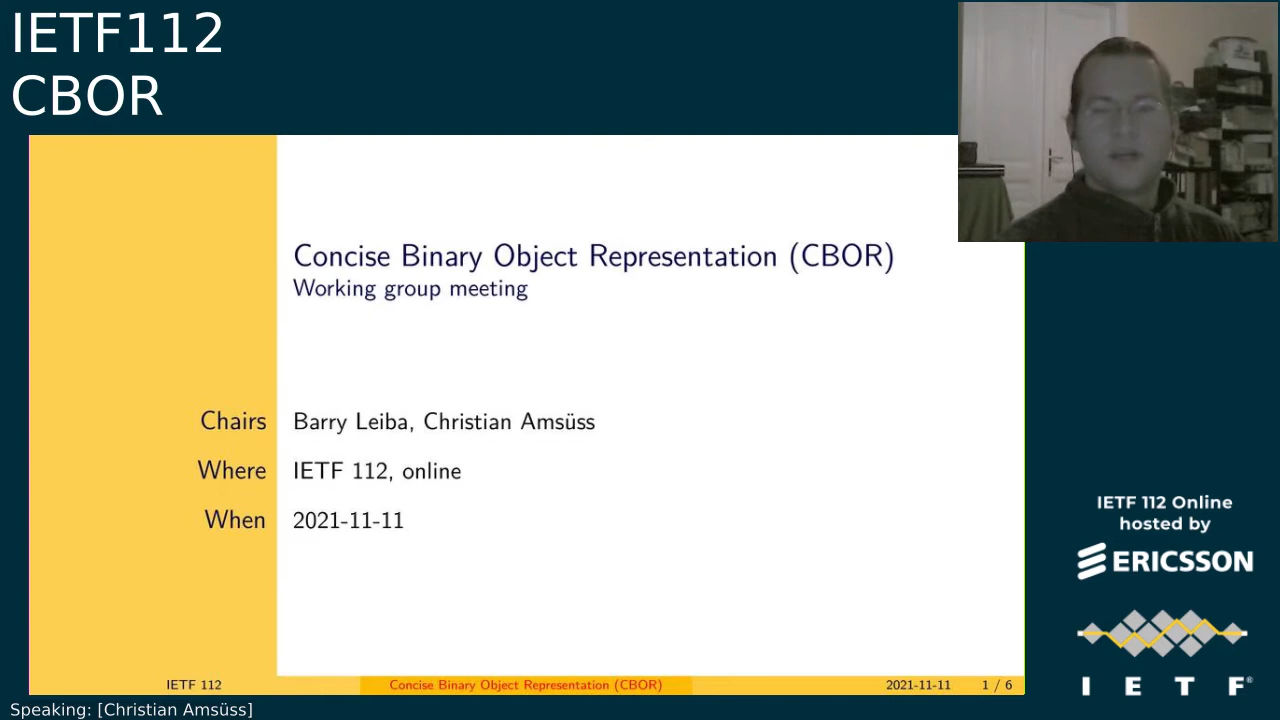 IETF112
CBOR
Concise Binary Object Representation (CBOR)
Working group meeting
Chairs Barry Leiba, Christian Amsüss
Where IETF 112, online
When 2021-11-11
IETF 112 Online
hosted by
ERICSSON
I E T F®
IETF 112 Concise Binary Object Representation (CBOR) 2021-11-11 1 / 6
Speaking: [Christian Amsüss]